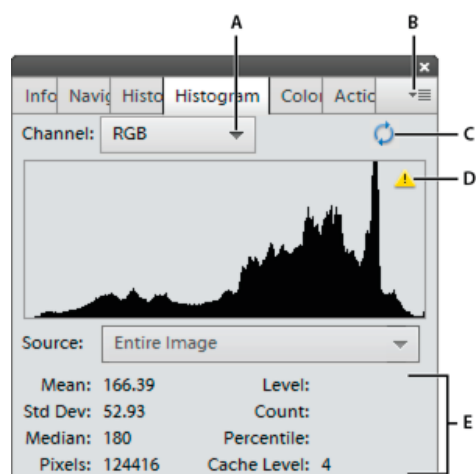 A B
Info Navig Histo Histogram Color Actic
Channel: RGB
C
D
Source: Entire Image
Mean: 166.39 Level:
Std Dev: 52.93 Count:
E
Median: 180 Percentile:
Pixels: 124416 Cache Level: 4